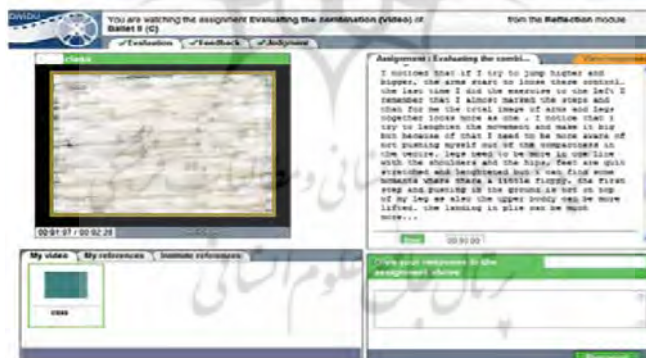 DiViDU
You are watching the assignment Evaluating the combination (video) of from the Reflection module
Ballet II (C)
Evaluation Feedback Judgment
class
Assignment : Evaluating the combi...
I noticed that if I try to jump higher and
bigger, the arms start to loose there control.
the last time I did the exercise to the left I
remember that I almost marked the steps and
that for me the total image of arms and legs
together looks more as one . I notice that i
try to lenghten the movement and make it big
but because of that I need to be more aware of
not pushing myself out of the compactness in
the centre. legs need to be more in one line
with the shoulders and the hips, feet are quit
stretched and lenghtened but i can find some
moments where thers a little floppy. the first
step and pushing in the ground is not on top
of my leg as also the upper boddy can be more
lifted. the landing in plie can be much
more...
00:01:07 / 00:02:28
00:00:00
My video My references Institute references
Give your response to the
assignment above
class